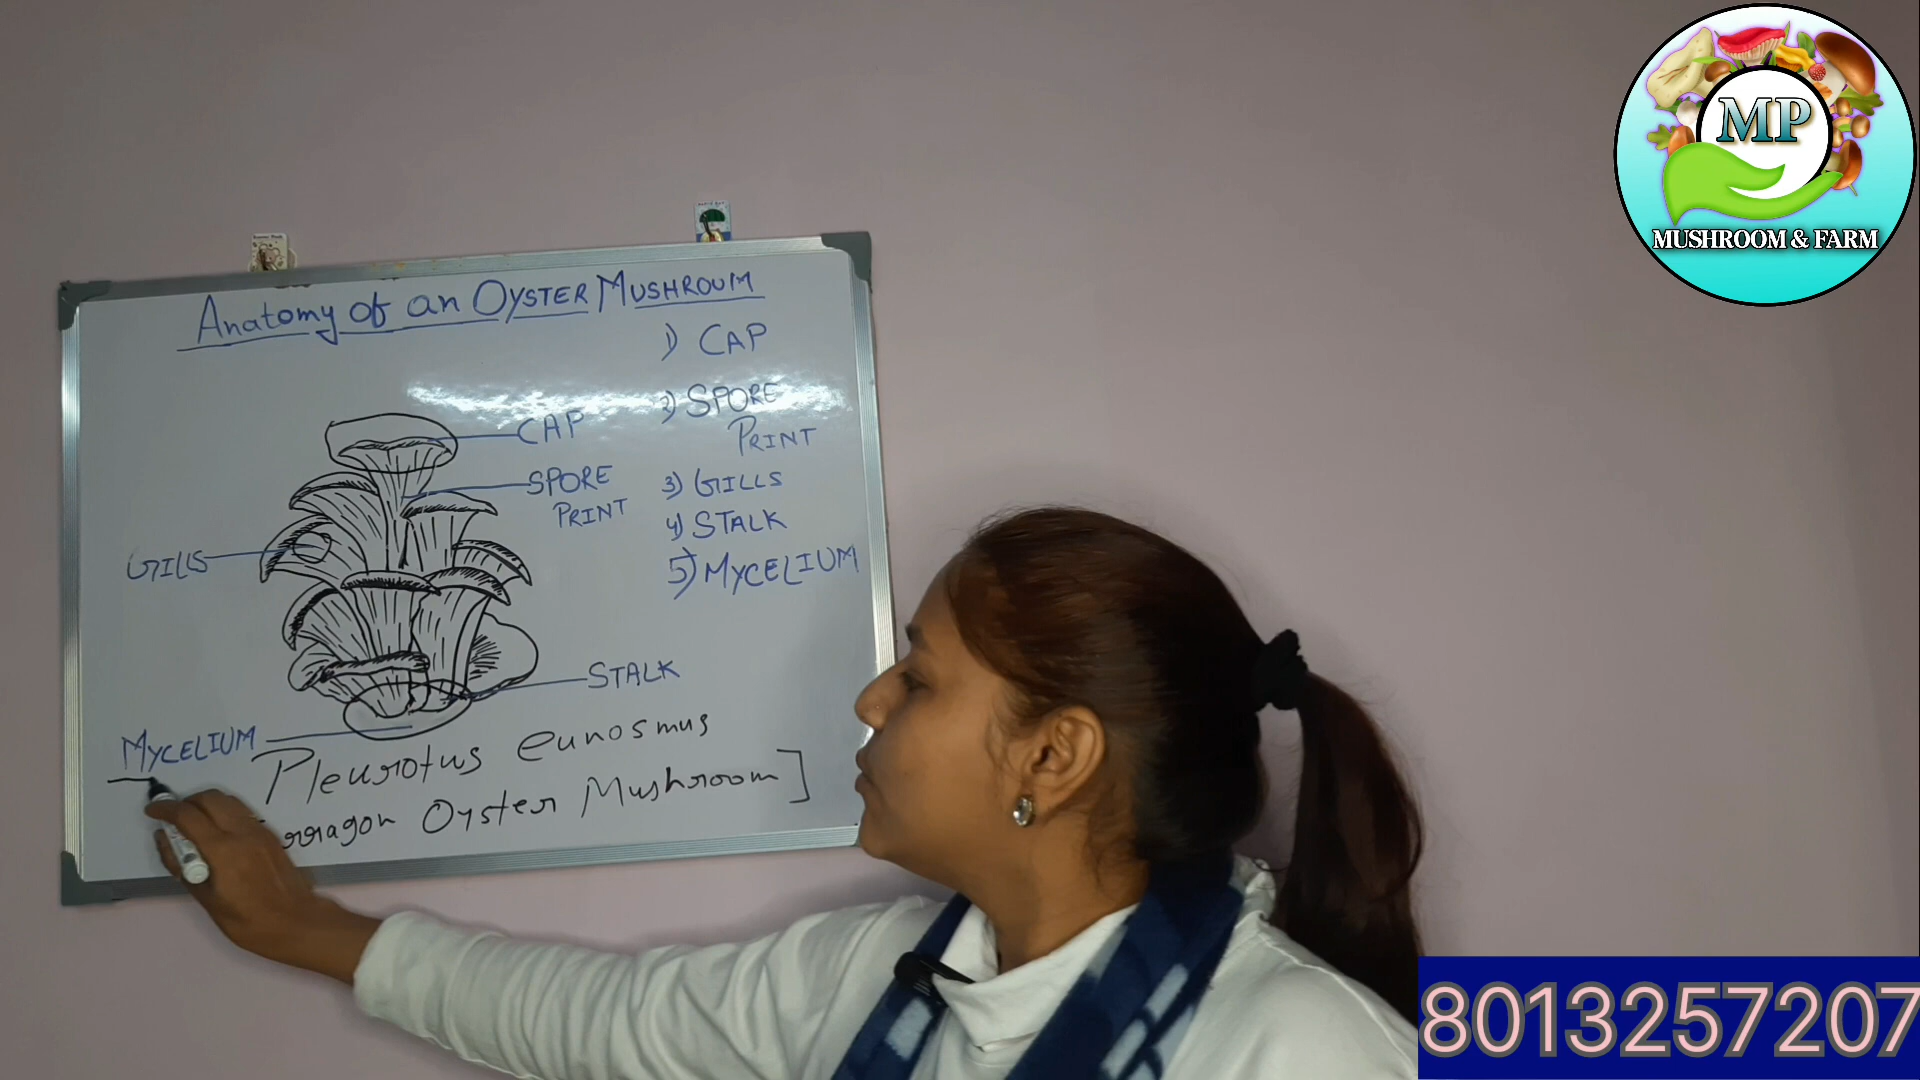 MP
MUSHROOM & FARM
Anatomy of an OYSTER MUSHROUM
1) CAP
2) SPORE
PRINT
3) GILLS
4) STALK
5) MYCELIUM
CAP
SPORE
PRINT
GILLS
STALK
MYCELIUM
Pleurotus eunosmus
rragon Oyster Mushroom]
8013257207